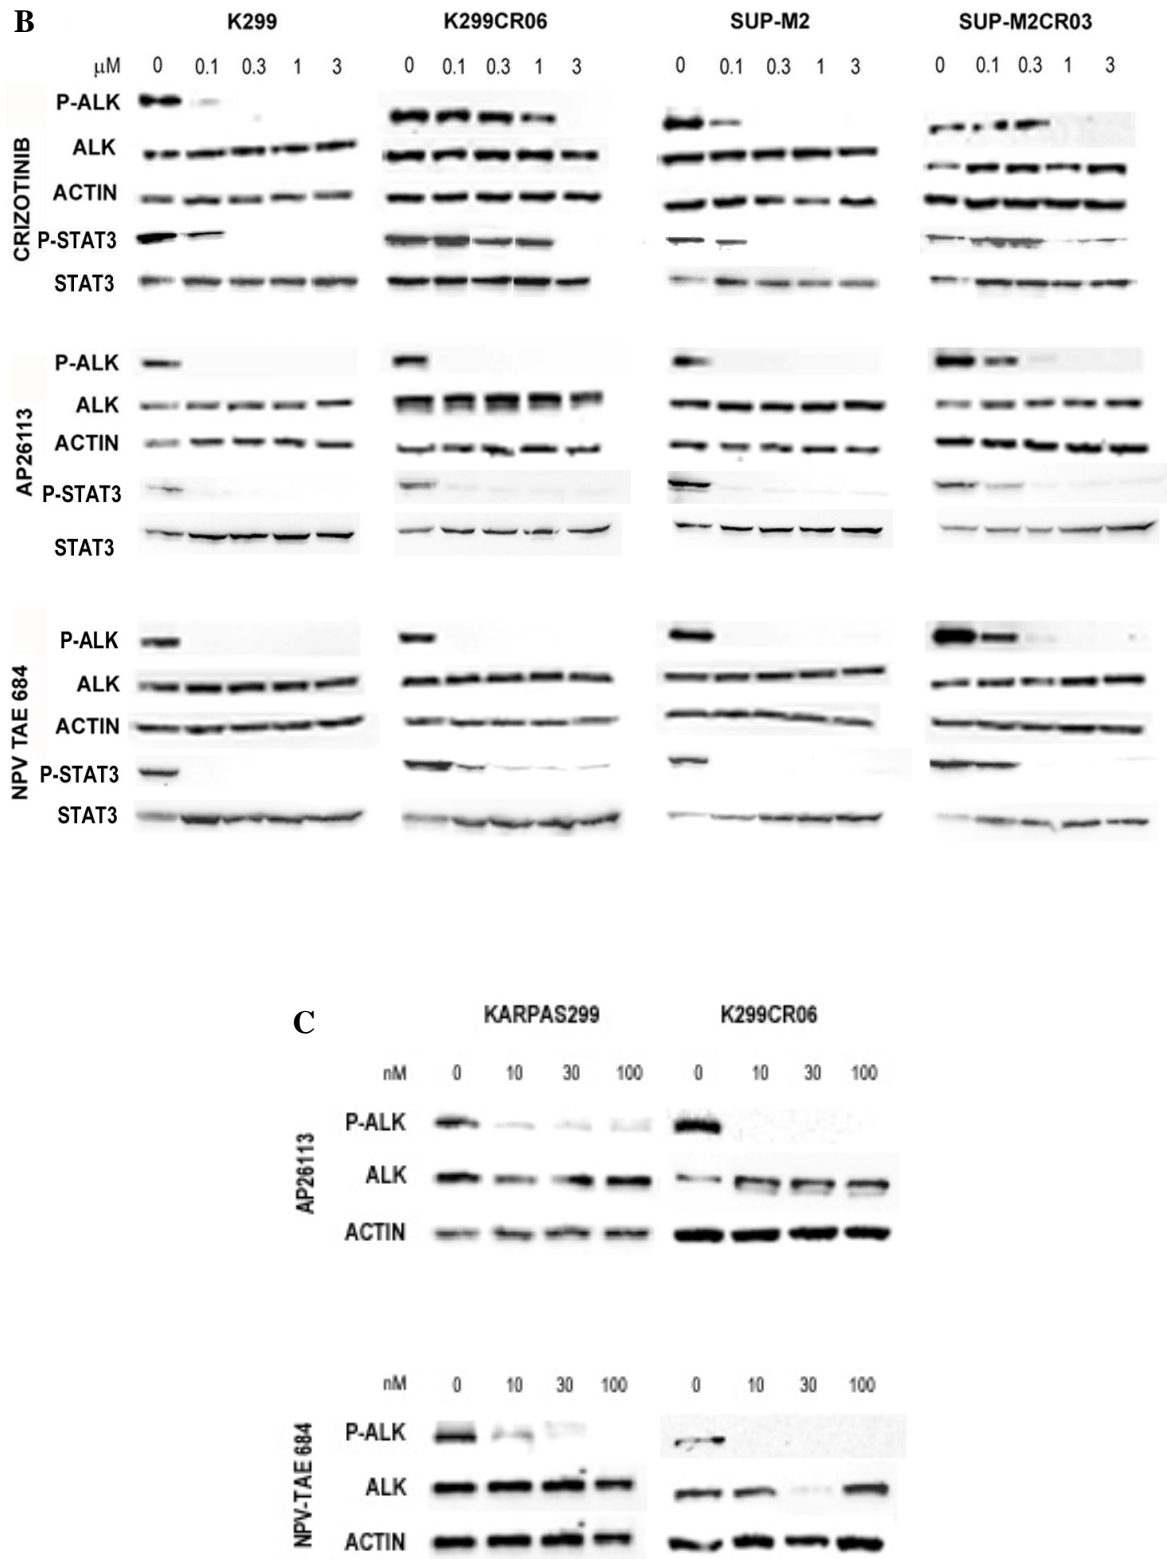 B
K299 K299CR06 SUP-M2 SUP-M2CR03
μM 0 0.1 0.3 1 3 0 0.1 0.3 1 3 0 0.1 0.3 1 3 0 0.1 0.3 1 3
CRIZOTINIB
P-ALK
ALK
ACTIN
P-STAT3
STAT3
AP26113
P-ALK
ALK
ACTIN
P-STAT3
STAT3
NPV TAE 684
P-ALK
ALK
ACTIN
P-STAT3
STAT3
C
KARPAS299 K299CR06
nM 0 10 30 100 0 10 30 100
AP26113
P-ALK
ALK
ACTIN
nM 0 10 30 100 0 10 30 100
NPV-TAE 684
P-ALK
ALK
ACTIN